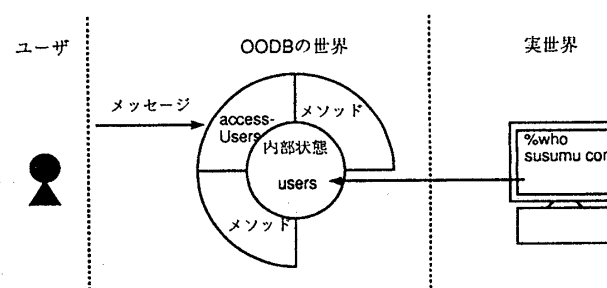 ユーザ
OODBの世界
実世界
メッセージ
access-
Users
メソッド
内部状態
users
メソッド
%who
susumu con